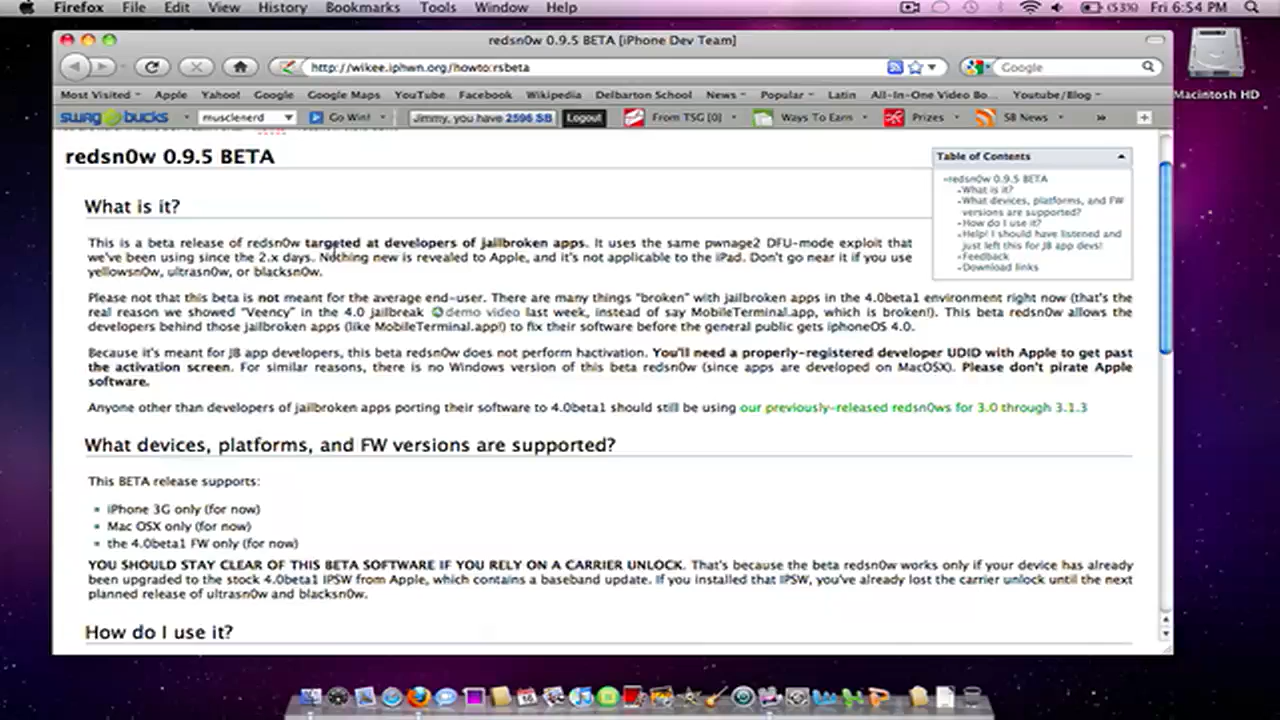 Firefox File Edit View History Bookmarks Tools Window Help (53%) Fri 6:54 PM
redsn0w 0.9.5 BETA [iPhone Dev Team]
http://wikee.iphwn.org/howto:rsbeta Google
Most Visited Apple Yahoo! Google Google Maps YouTube Facebook Wikipedia Delbarton School News Popular Latin All-In-One Video Bo... Youtube/Blog
Macintosh HD
swag bucks musclenerd Go Win! Jimmy, you have 2596 SB Logout From TSG [0] Ways To Earn Prizes SB News »
redsn0w 0.9.5 BETA
Table of Contents
redsn0w 0.9.5 BETA
What is it?
What devices, platforms, and FW
versions are supported?
How do I use it?
Help! I should have listened and
just left this for JB app devs!
Feedback
Download links
What is it?
This is a beta release of redsn0w targeted at developers of jailbroken apps. It uses the same pwnage2 DFU-mode exploit that
we've been using since the 2.x days. Nothing new is revealed to Apple, and it's not applicable to the iPad. Don't go near it if you use
yellowsn0w, ultrasn0w, or blacksn0w.
Please not that this beta is not meant for the average end-user. There are many things "broken" with jailbroken apps in the 4.0beta1 environment right now (that's the
real reason we showed "Veency" in the 4.0 jailbreak demo video last week, instead of say MobileTerminal.app, which is broken!). This beta redsn0w allows the
developers behind those jailbroken apps (like MobileTerminal.app!) to fix their software before the general public gets iphoneOS 4.0.
Because it's meant for JB app developers, this beta redsn0w does not perform hactivation. You'll need a properly-registered developer UDID with Apple to get past
the activation screen. For similar reasons, there is no Windows version of this beta redsn0w (since apps are developed on MacOSX). Please don't pirate Apple
software.
Anyone other than developers of jailbroken apps porting their software to 4.0beta1 should still be using our previously-released redsn0ws for 3.0 through 3.1.3
What devices, platforms, and FW versions are supported?
This BETA release supports:
iPhone 3G only (for now)
Mac OSX only (for now)
the 4.0beta1 FW only (for now)
YOU SHOULD STAY CLEAR OF THIS BETA SOFTWARE IF YOU RELY ON A CARRIER UNLOCK. That's because the beta redsn0w works only if your device has already
been upgraded to the stock 4.0beta1 IPSW from Apple, which contains a baseband update. If you installed that IPSW, you've already lost the carrier unlock until the next
planned release of ultrasn0w and blacksn0w.
How do I use it?